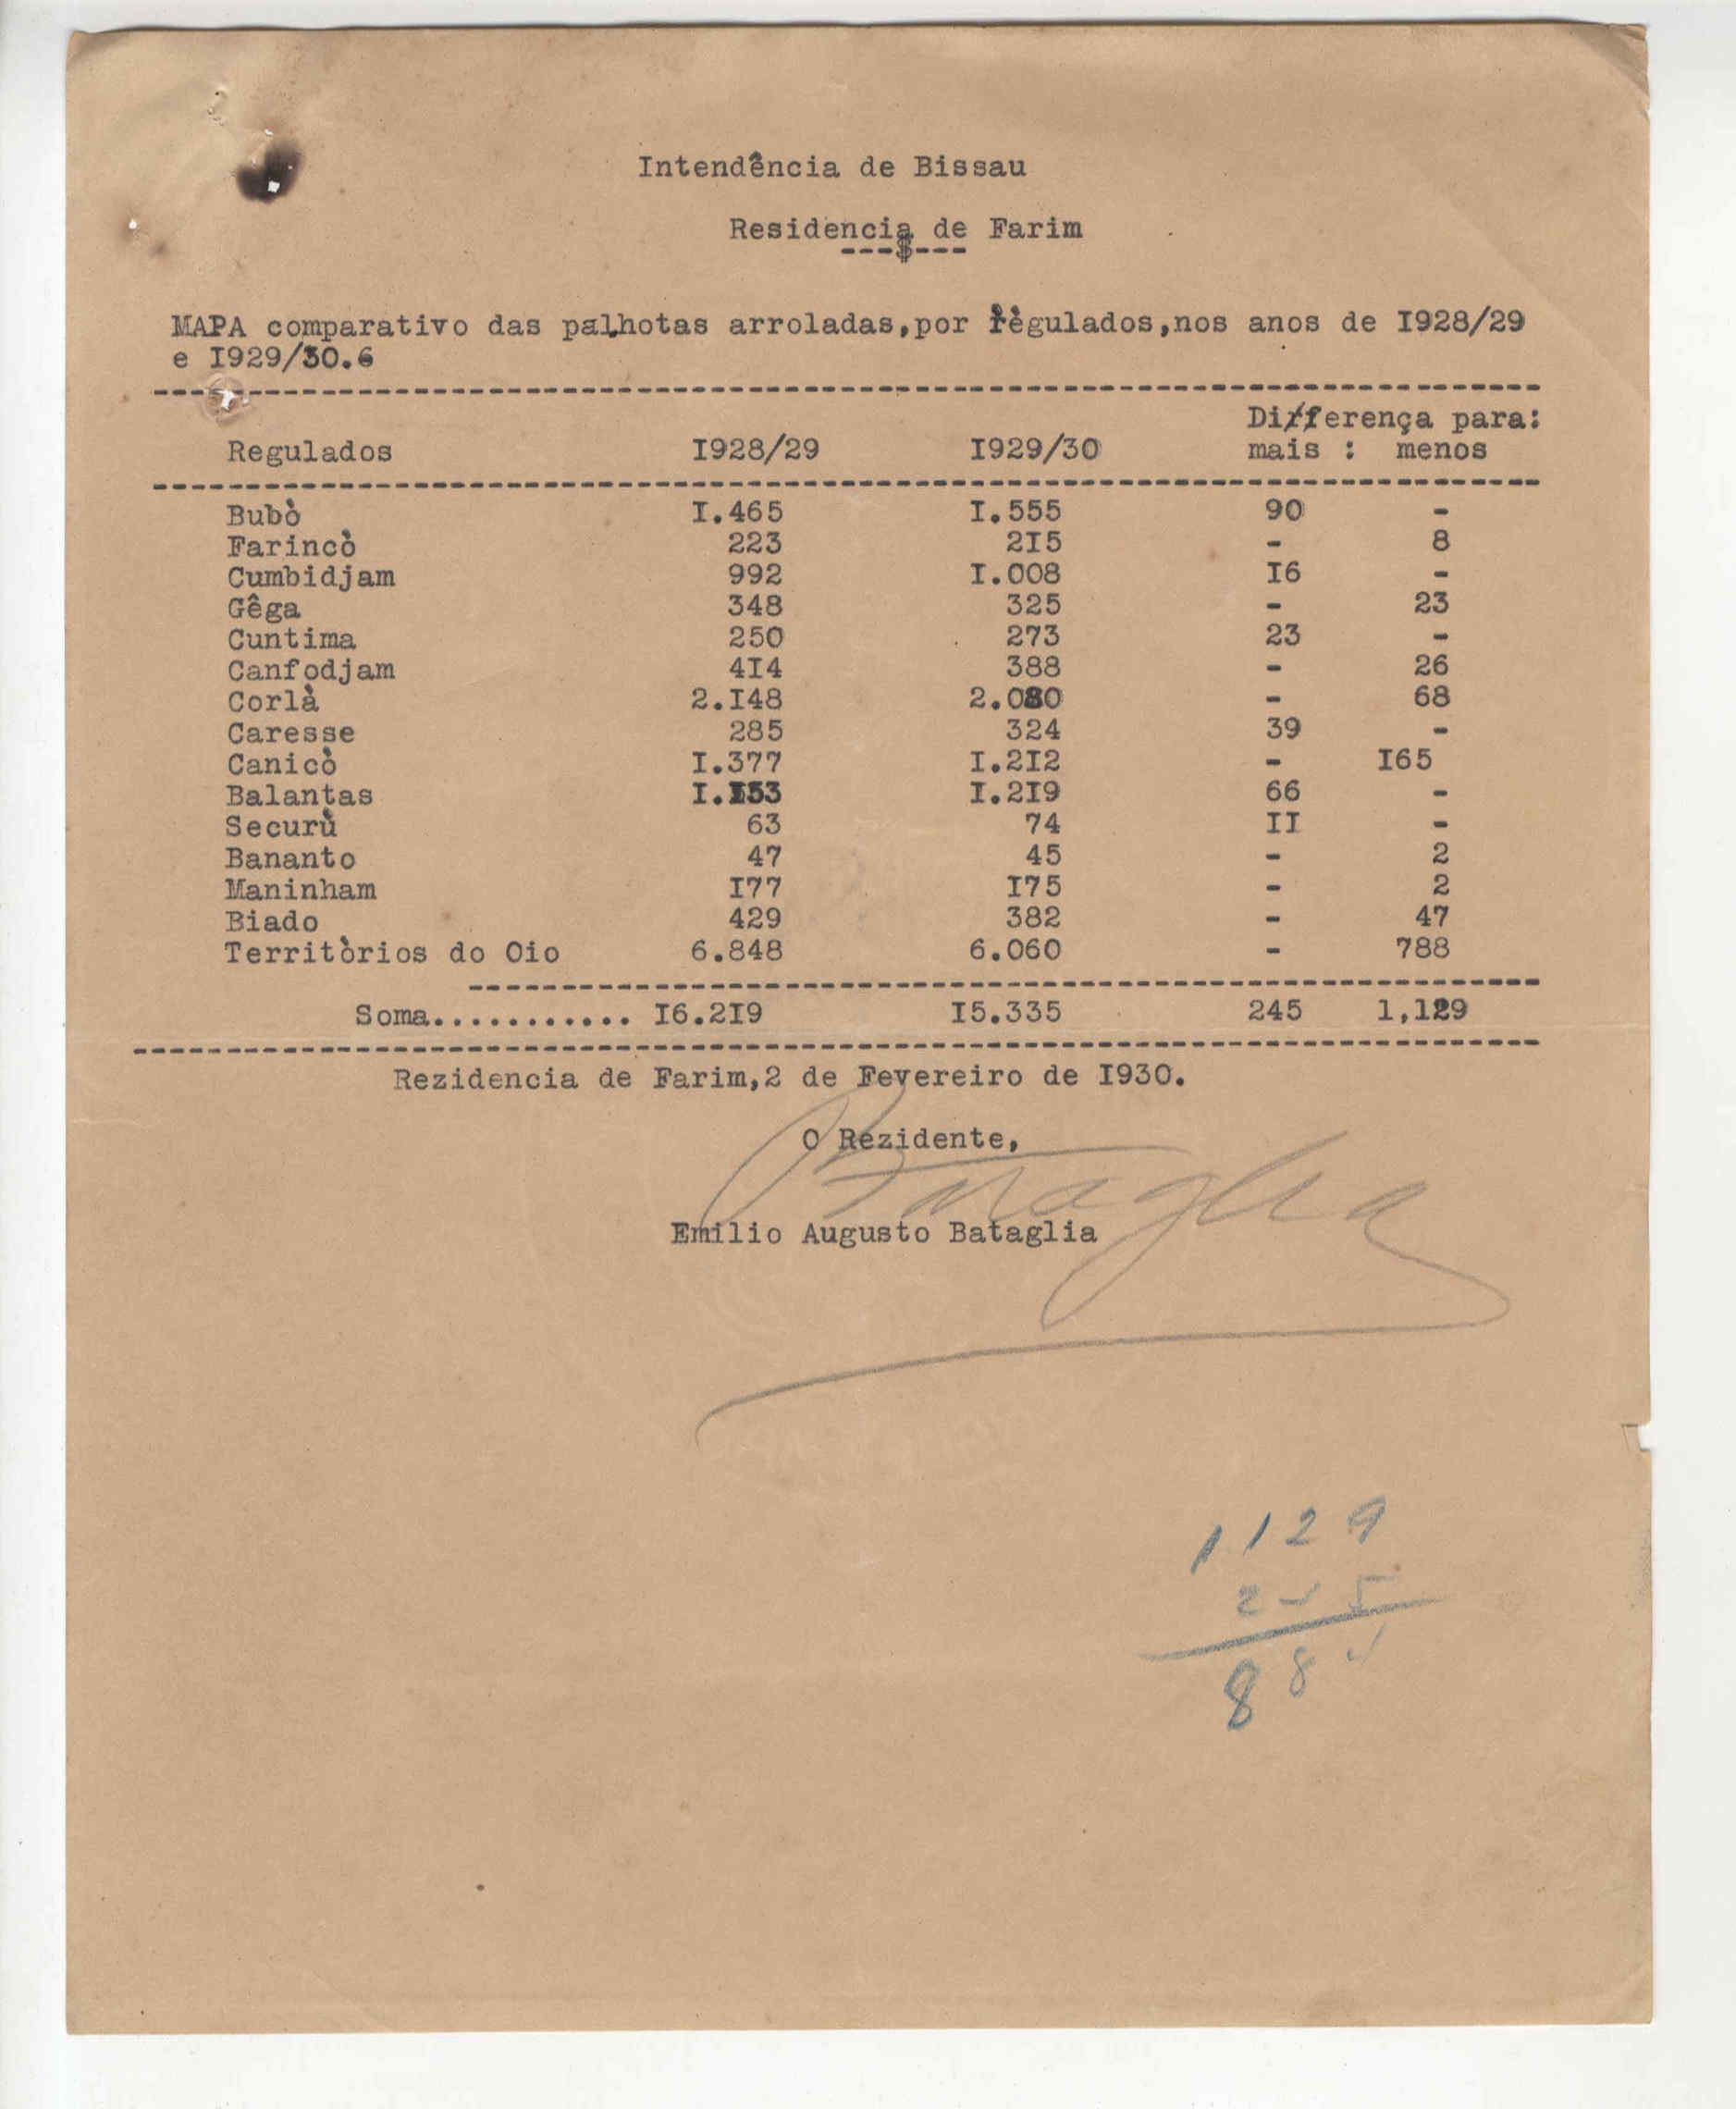 Intendência de Bissau
Residencia de Farim
---$---
MAPA comparativo das palhotas arroladas,por règulados,nos anos de I928/29
e I929/30.6
Differença para:
Regulados I928/29 I929/30 mais : menos
Bubò I.465 I.555 90 -
Farincò 223 2I5 - 8
Cumbidjam 992 I.008 I6 -
Gêga 348 325 - 23
Cuntima 250 273 23 -
Canfodjam 4I4 388 - 26
Corlà 2.I48 2.080 - 68
Caresse 285 324 39 -
Canicò I.377 I.2I2 - I65
Balantas I.I53 I.2I9 66 -
Securù 63 74 II -
Bananto 47 45 - 2
Maninham I77 I75 - 2
Biado 429 382 - 47
Territòrios do Oio 6.848 6.060 - 788
Soma............ I6.2I9 I5.335 245 1,129
Rezidencia de Farim,2 de Fevereiro de I930.
O Rezidente,
Bataglia
Emilio Augusto Bataglia
1129
245
884